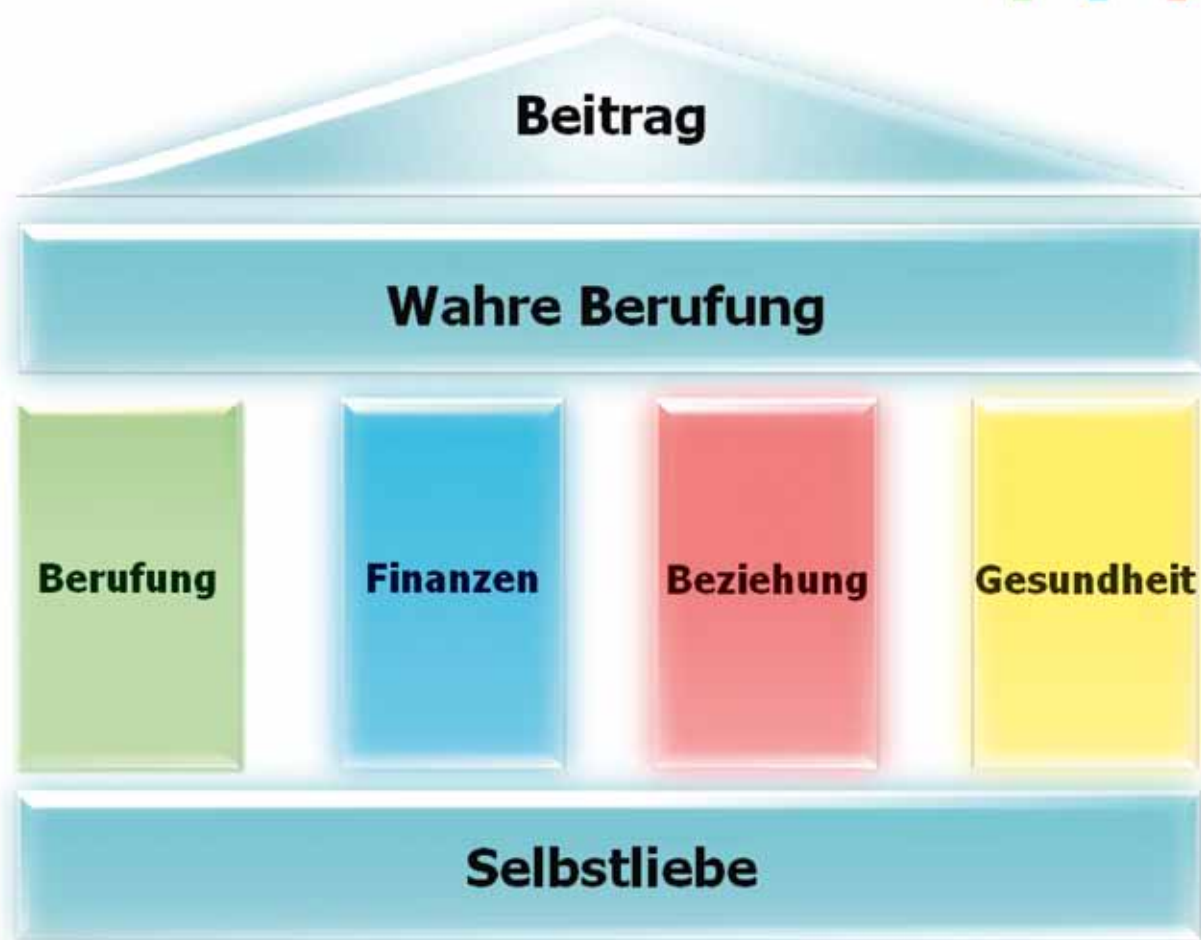 Beitrag
Wahre Berufung
Berufung
Finanzen
Beziehung
Gesundheit
Selbstliebe